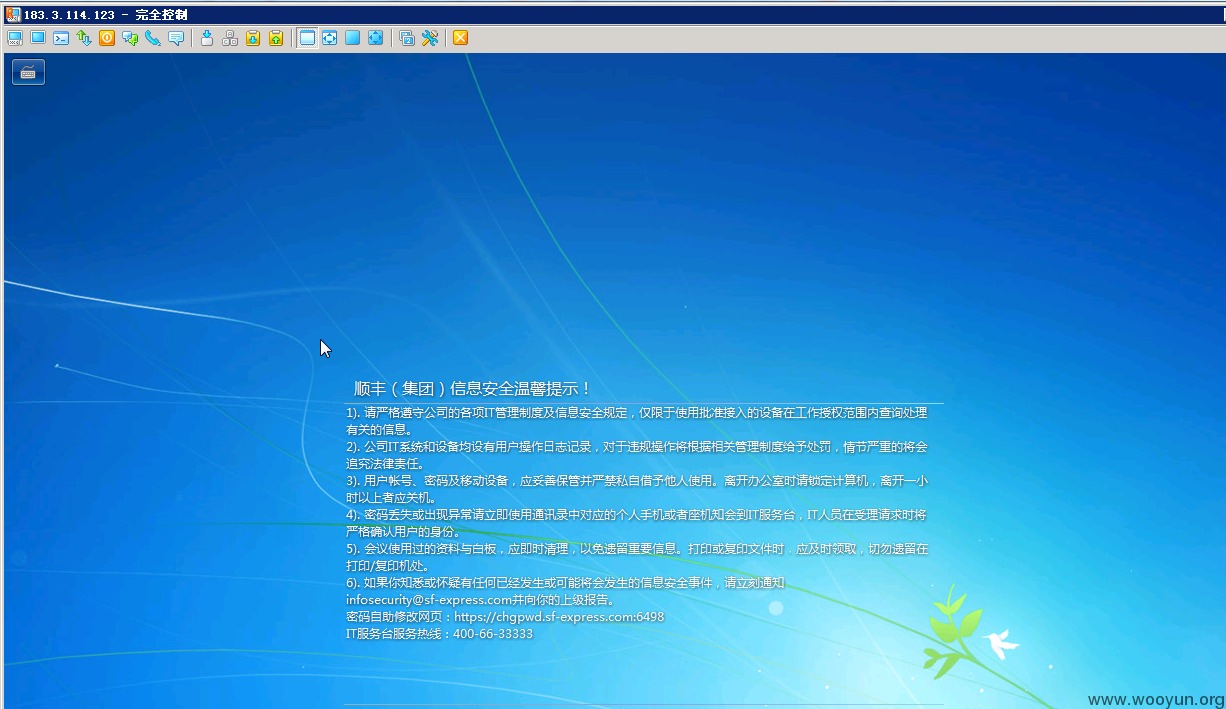 183.3.114.123 - 完全控制
顺丰（集团）信息安全温馨提示！
1). 请严格遵守公司的各项IT管理制度及信息安全规定，仅限于使用批准接入的设备在工作授权范围内查询处理
有关的信息。
2). 公司IT系统和设备均设有用户操作日志记录，对于违规操作将根据相关管理制度给予处罚，情节严重的将会
追究法律责任。
3). 用户帐号、密码及移动设备，应妥善保管并严禁私自借予他人使用。离开办公室时请锁定计算机，离开一小
时以上者应关机。
4). 密码丢失或出现异常请立即使用通讯录中对应的个人手机或者座机知会到IT服务台，IT人员在受理请求时将
严格确认用户的身份。
5). 会议使用过的资料与白板，应即时清理，以免遗留重要信息。打印或复印文件时，应及时领取，切勿遗留在
打印/复印机处。
6). 如果你知悉或怀疑有任何已经发生或可能将会发生的信息安全事件，请立刻通知
infosecurity@sf-express.com并向你的上级报告。
密码自助修改网页：https://chgpwd.sf-express.com:6498
IT服务台服务热线：400-66-33333
www.wooyun.org